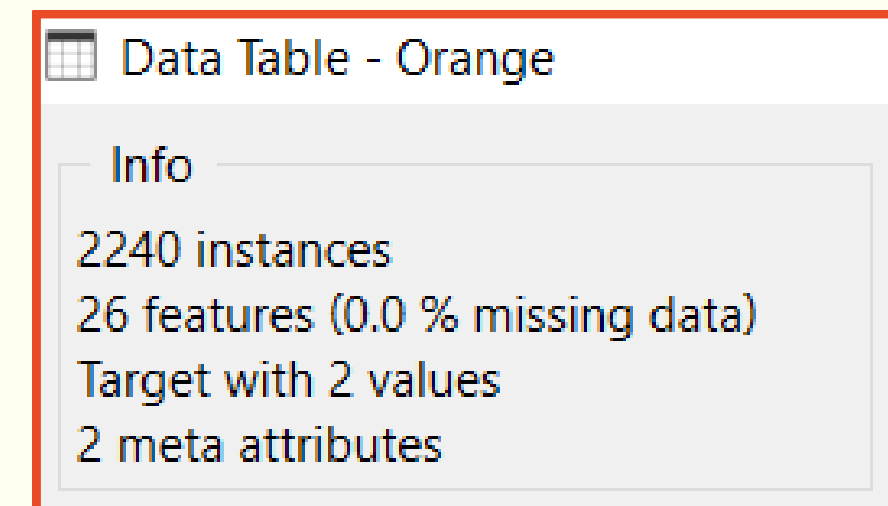 Data Table - Orange
Info
2240 instances
26 features (0.0 % missing data)
Target with 2 values
2 meta attributes